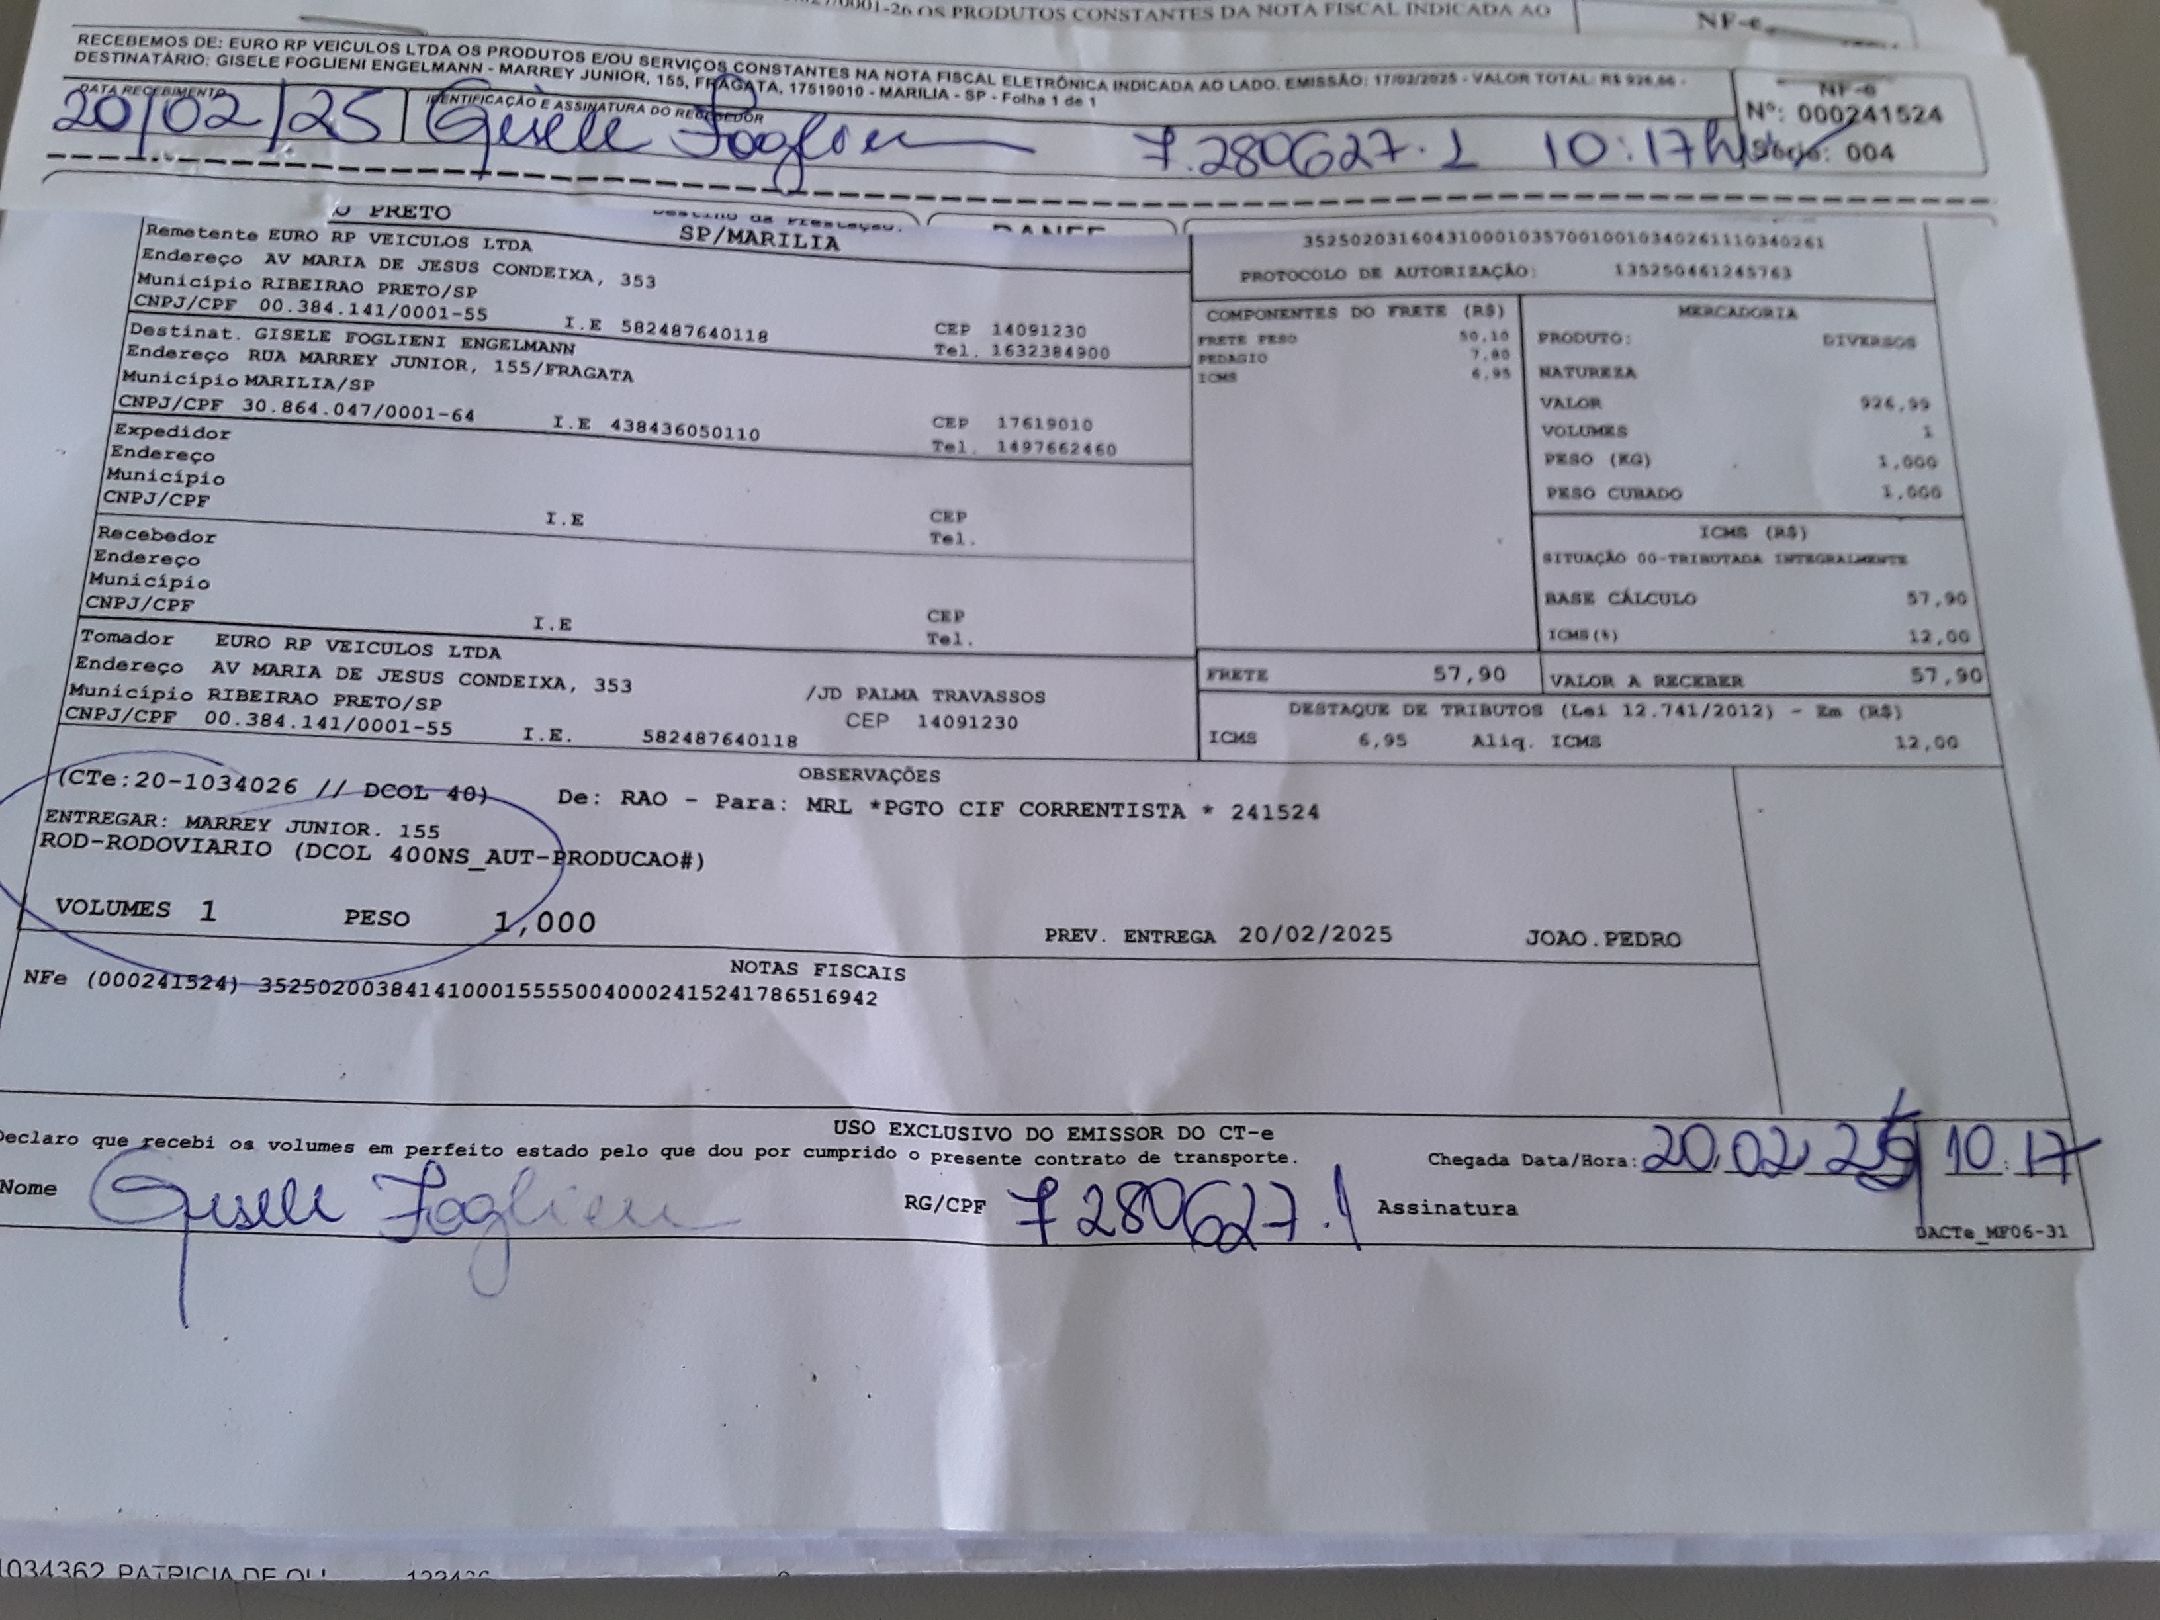 /0001-26 OS PRODUTOS CONSTANTES DA NOTA FISCAL INDICADA AO
NF-e
RECEBEMOS DE: EURO RP VEICULOS LTDA OS PRODUTOS E/OU SERVIÇOS CONSTANTES NA NOTA FISCAL ELETRÔNICA INDICADA AO LADO. EMISSÃO: 17/02/2025 - VALOR TOTAL: R$
DESTINATÁRIO: GISELE FOGLIENI ENGELMANN - MARREY JUNIOR, 155, FRAGATA, 17519010 - MARILIA - SP - Folha 1 de 1
NF-e
Nº: 000241524
Série: 004
DATA RECEBIMENTO
IDENTIFICAÇÃO E ASSINATURA DO RECEBEDOR
20/02/25 Gisele Foglieni 7.280627.1 10:17h
O PRETO
Destino da Prestação.
SP/MARILIA
DANFE
Remetente EURO RP VEICULOS LTDA
Endereço AV MARIA DE JESUS CONDEIXA, 353
Município RIBEIRAO PRETO/SP
CNPJ/CPF 00.384.141/0001-55 I.E 582487640118
CEP 14091230
Tel. 1632384900
Destinat. GISELE FOGLIENI ENGELMANN
Endereço RUA MARREY JUNIOR, 155/FRAGATA
Município MARILIA/SP
CNPJ/CPF 30.864.047/0001-64 I.E 438436050110
CEP 17519010
Tel. 1497662460
Expedidor
Endereço
Município
CNPJ/CPF
I.E
CEP
Tel.
Recebedor
Endereço
Município
CNPJ/CPF
I.E
CEP
Tel.
Tomador EURO RP VEICULOS LTDA
Endereço AV MARIA DE JESUS CONDEIXA, 353 /JD PALMA TRAVASSOS
Município RIBEIRAO PRETO/SP CEP 14091230
CNPJ/CPF 00.384.141/0001-55 I.E. 582487640118
35250203160431000103570010010340261110340261
PROTOCOLO DE AUTORIZAÇÃO: 135250461245763
COMPONENTES DO FRETE (R$)
FRETE PESO 50,10
PEDAGIO 7,80
ICMS 6,95
MERCADORIA
PRODUTO: DIVERSOS
NATUREZA
VALOR 926,99
VOLUMES 1
PESO (KG) 1,000
PESO CUBADO 1,000
ICMS (R$)
SITUAÇÃO 00-TRIBUTADA INTEGRALMENTE
BASE CÁLCULO 57,90
ICMS(%) 12,00
FRETE 57,90
VALOR A RECEBER 57,90
DESTAQUE DE TRIBUTOS (Lei 12.741/2012) - Em (R$)
ICMS 6,95 Aliq. ICMS 12,00
OBSERVAÇÕES
(CTe:20-1034026 // DCOL 40) De: RAO - Para: MRL *PGTO CIF CORRENTISTA * 241524
ENTREGAR: MARREY JUNIOR. 155
ROD-RODOVIARIO (DCOL 400NS_AUT-PRODUCAO#)
VOLUMES 1 PESO 1,000
PREV. ENTREGA 20/02/2025 JOAO.PEDRO
NOTAS FISCAIS
NFe (000241524) 35250200384141000155550040002415241786516942
USO EXCLUSIVO DO EMISSOR DO CT-e
Declaro que recebi os volumes em perfeito estado pelo que dou por cumprido o presente contrato de transporte.
Chegada Data/Hora: 20 02 25 10:17
Nome Gisele Foglieni RG/CPF 7280627.1 Assinatura
DACTe_MF06-31
1034362 PATRICIA DE OLI